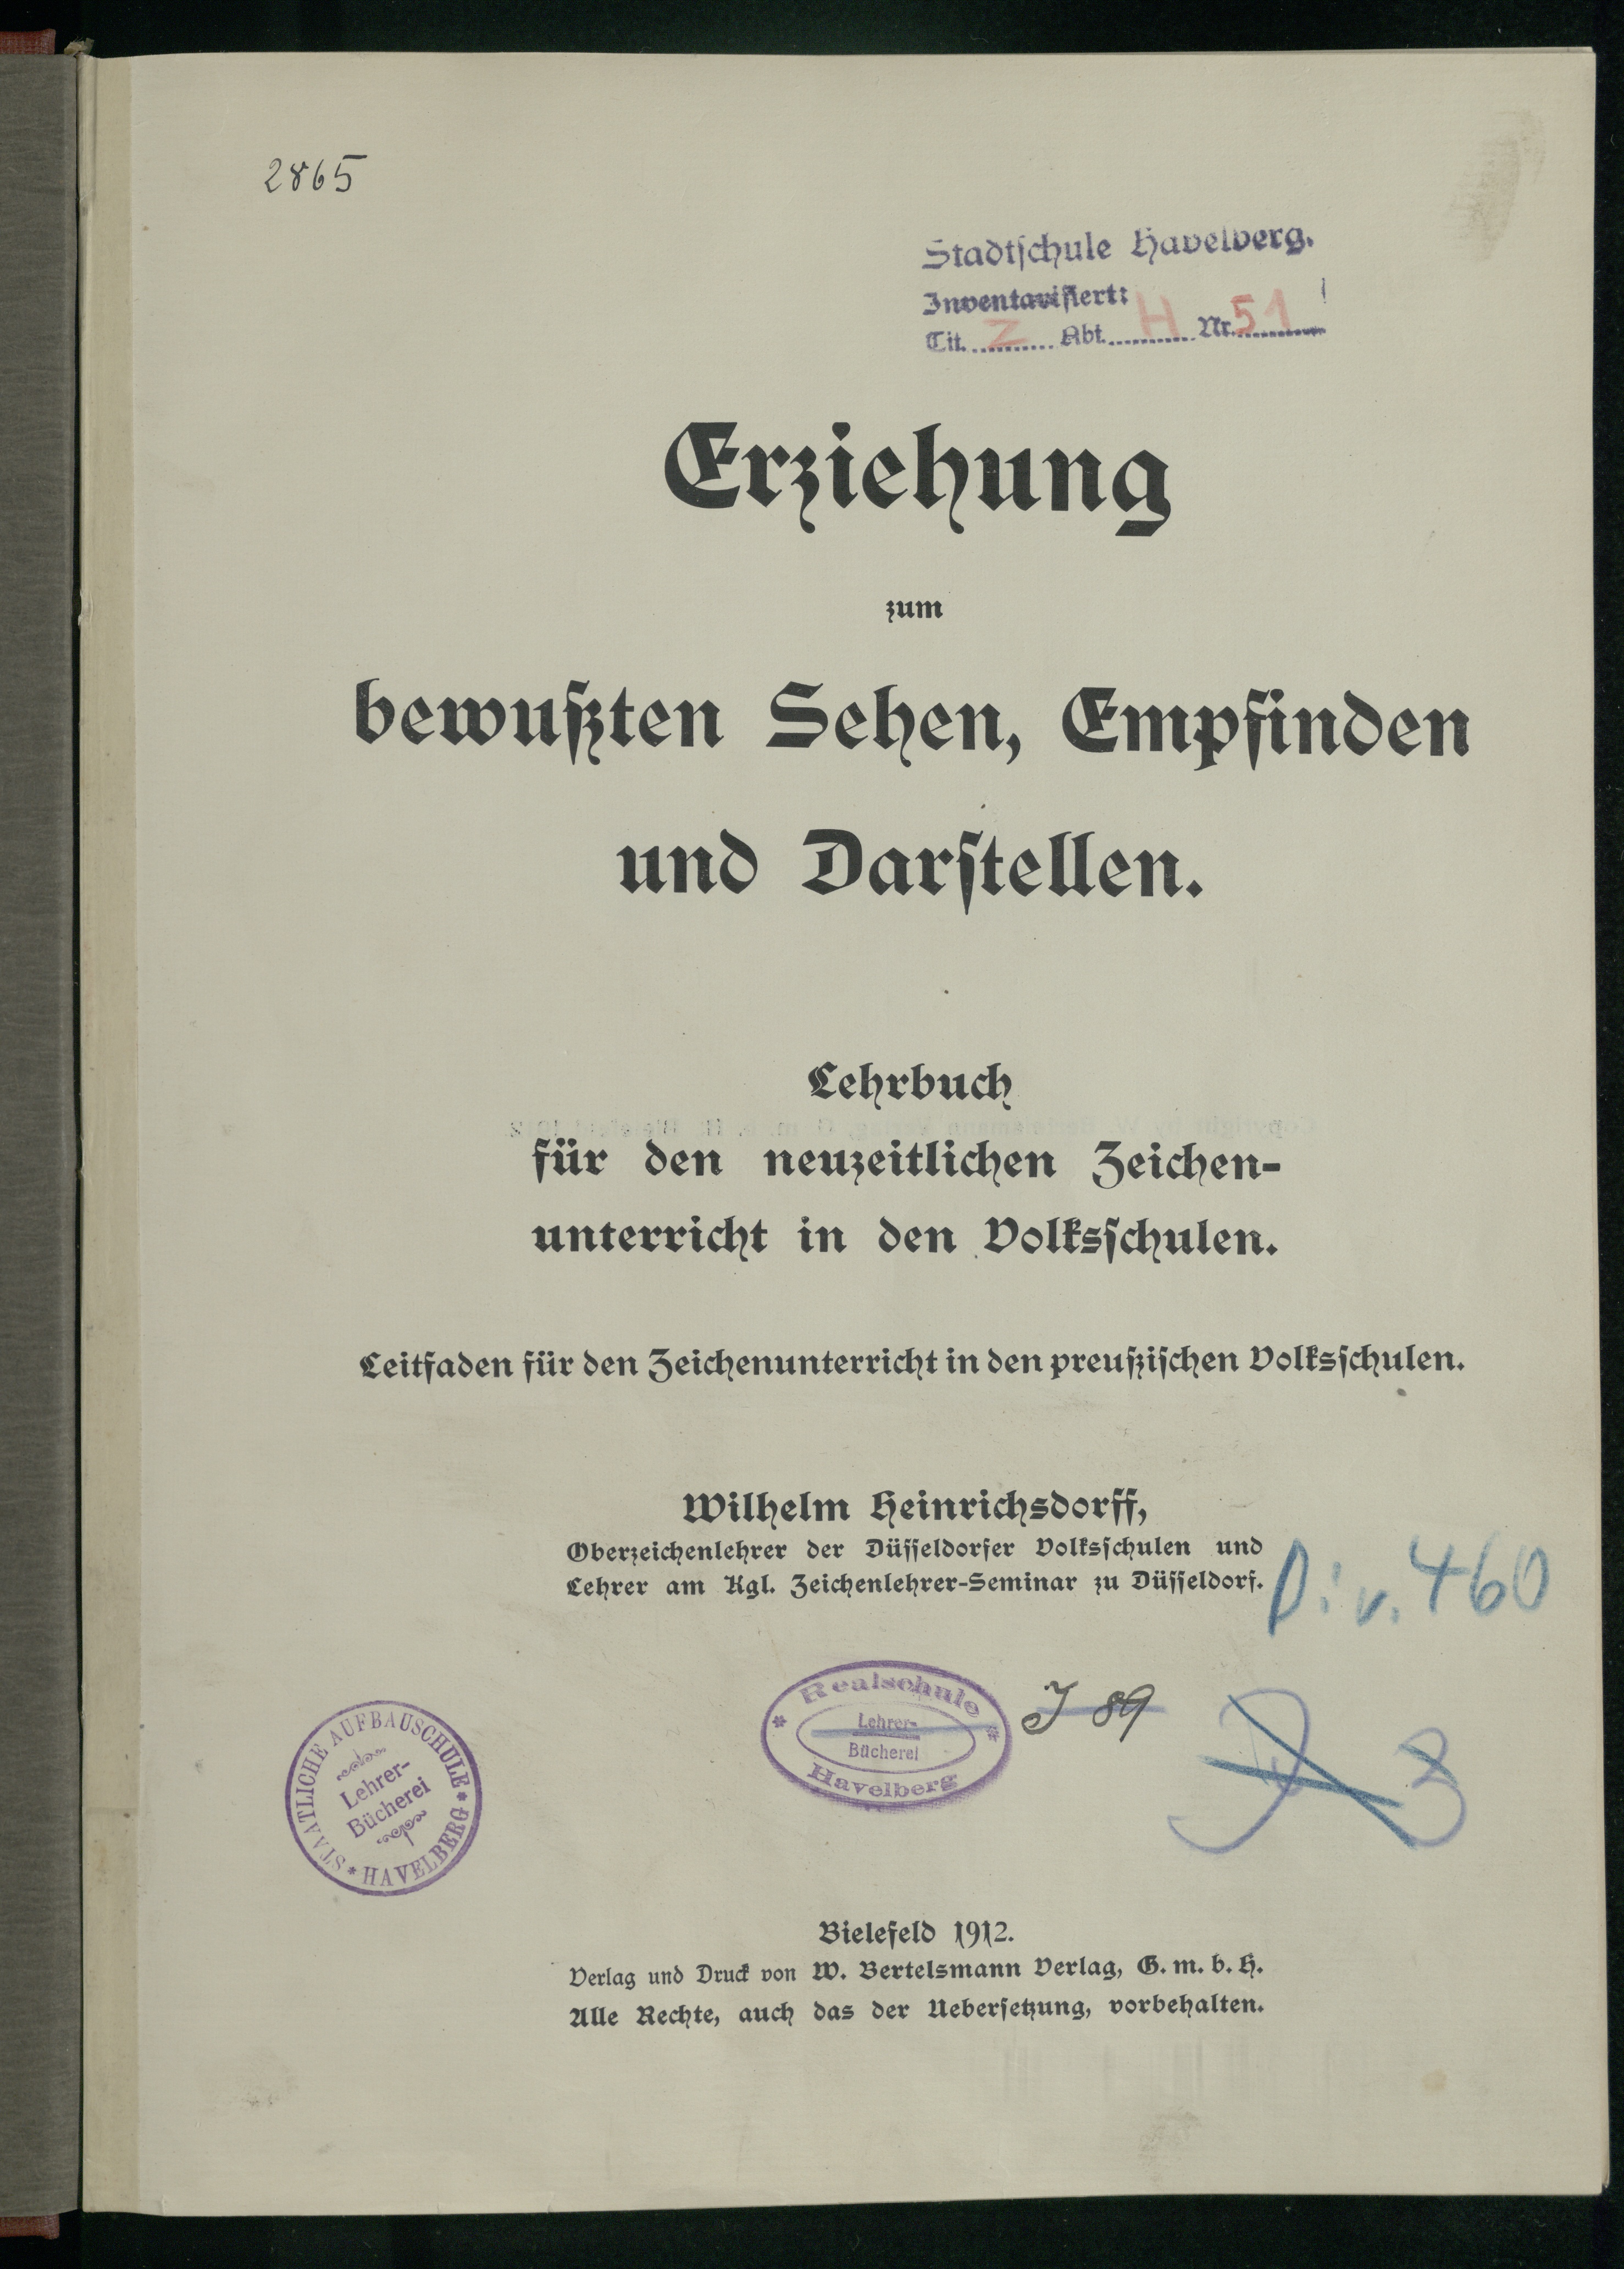 2865
Stadtschule Havelberg.
Inventarisiert:
Tit. Z Abt. H Nr. 51
Erziehung
zum
bewußten Sehen, Empfinden
und Darstellen.
Lehrbuch
für den neuzeitlichen Zeichen-
unterricht in den Volksschulen.
Leitfaden für den Zeichenunterricht in den preußischen Volksschulen.
Wilhelm Heinrichsdorff,
Oberzeichenlehrer der Düsseldorfer Volksschulen und
Lehrer am Kgl. Zeichenlehrer-Seminar zu Düsseldorf.
Div. 460
Realschule
Lehrer-
Bücherei
Havelberg
J 89
STAATLICHE AUFBAUSCHULE
Lehrer-
Bücherei
HAVELBERG
Bielefeld 1912.
Verlag und Druck von W. Bertelsmann Verlag, G. m. b. H.
Alle Rechte, auch das der Uebersetzung, vorbehalten.